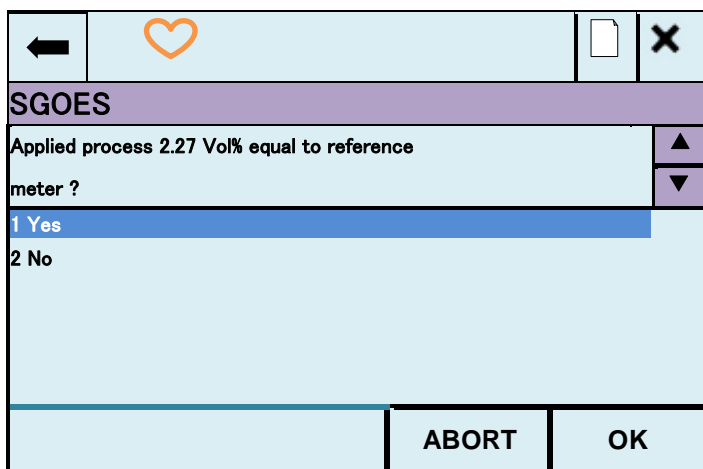 SGOES
Applied process 2.27 Vol% equal to reference
meter ?
1 Yes
2 No
ABORT
OK